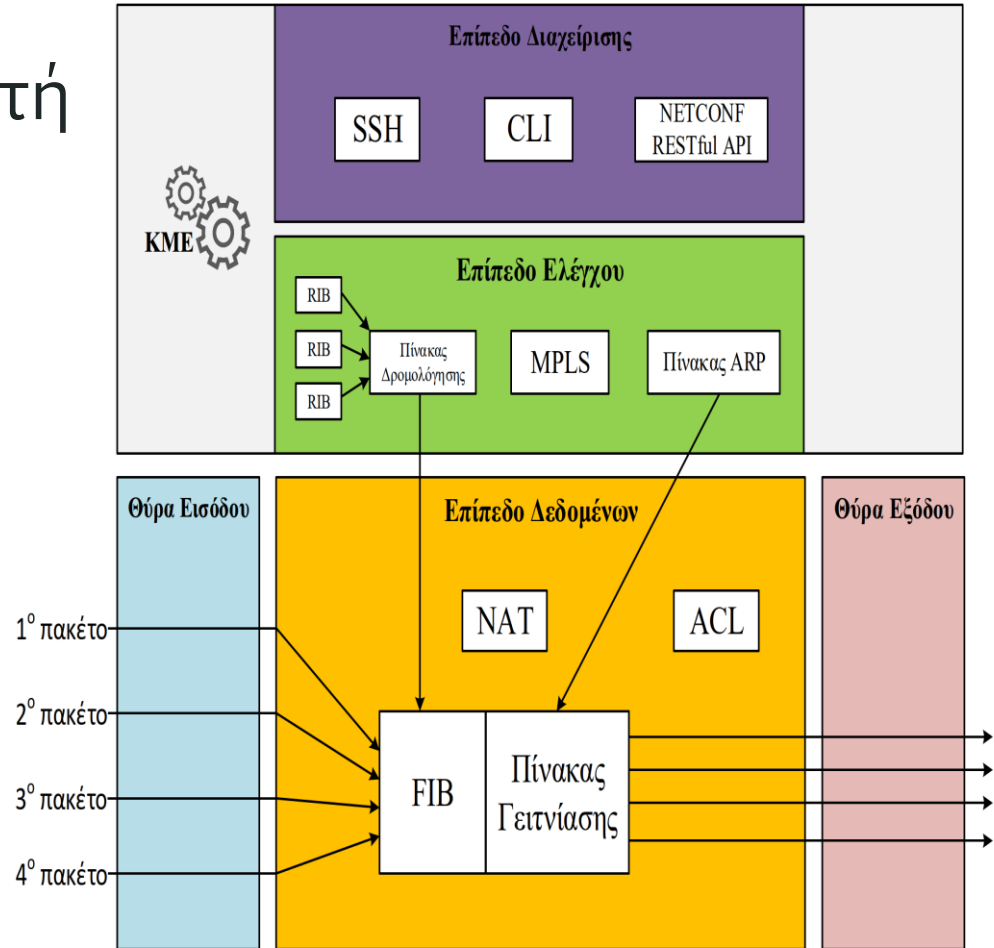 τή
Επίπεδο Διαχείρισης
SSH
CLI
NETCONF
RESTful API
ΚΜΕ
Επίπεδο Ελέγχου
RIB
RIB
RIB
Πίνακας
Δρομολόγησης
MPLS
Πίνακας ARP
Θύρα Εισόδου
Επίπεδο Δεδομένων
Θύρα Εξόδου
NAT
ACL
1ο πακέτο
2ο πακέτο
3ο πακέτο
4ο πακέτο
FIB
Πίνακας
Γειτνίασης